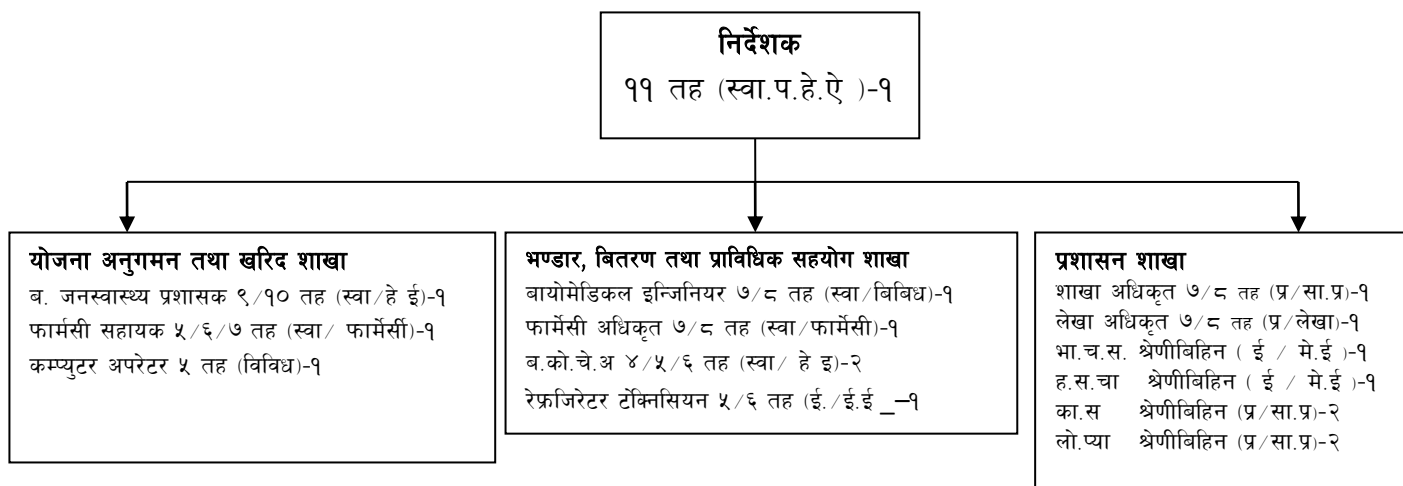 निर्देशक
११ तह (स्वा.प.हे.ऐ )-१
योजना अनुगमन तथा खरिद शाखा
ब. जनस्वास्थ्य प्रशासक ९/१० तह (स्वा/हे ई)-१
फार्मसी सहायक ५/६/७ तह (स्वा/ फार्मेर्सी)-१
कम्प्युटर अपरेटर ५ तह (विविध)-१
भण्डार, बितरण तथा प्राविधिक सहयोग शाखा
बायोमेडिकल इन्जिनियर ७/८ तह (स्वा/बिबिध)-१
फार्मेसी अधिकृत ७/८ तह (स्वा/फार्मेसी)-१
ब.को.चे.अ ४/५/६ तह (स्वा/ हे इ)-२
रेफ्रजिरेटर टेक्निसियन ५/६ तह (ई./ई.ई _–१
प्रशासन शाखा
शाखा अधिकृत ७/८ तह (प्र/सा.प्र)-१
लेखा अधिकृत ७/८ तह (प्र/लेखा)-१
भा.च.स. श्रेणीबिहिन ( ई / मे.ई )-१
ह.स.चा श्रेणीबिहिन ( ई / मे.ई )-१
का.स श्रेणीबिहिन (प्र/सा.प्र)-२
लो.प्या श्रेणीबिहिन (प्र/सा.प्र)-२